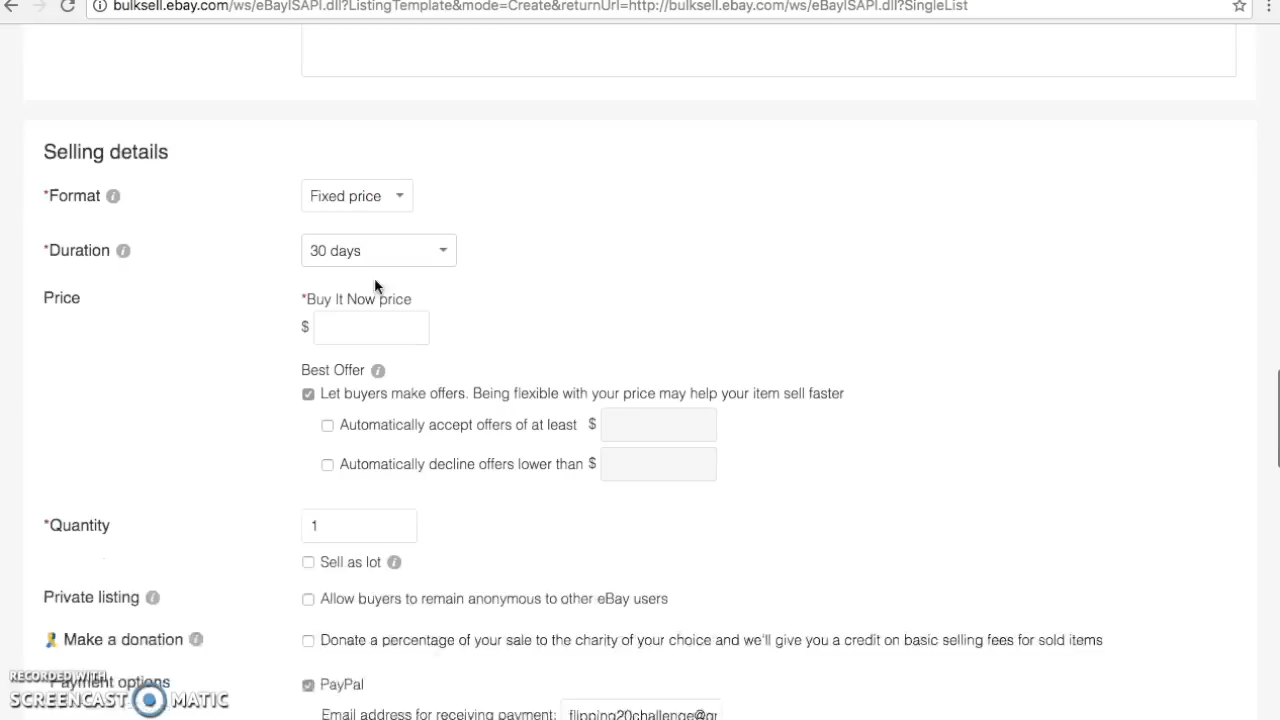 bulksell.ebay.com/ws/eBayISAPI.dll?ListingTemplate&mode=Create&returnUrl=http://bulksell.ebay.com/ws/eBayISAPI.dll?SingleList
Selling details
*Format
Fixed price
*Duration
30 days
Price
*Buy It Now price
$
Best Offer
Let buyers make offers. Being flexible with your price may help your item sell faster
Automatically accept offers of at least $
Automatically decline offers lower than $
*Quantity
1
Sell as lot
Private listing
Allow buyers to remain anonymous to other eBay users
Make a donation
Donate a percentage of your sale to the charity of your choice and we'll give you a credit on basic selling fees for sold items
Payment options
PayPal
Email address for receiving payment: flipping20challenge@gr
RECORDED WITH
SCREENCAST MATIC